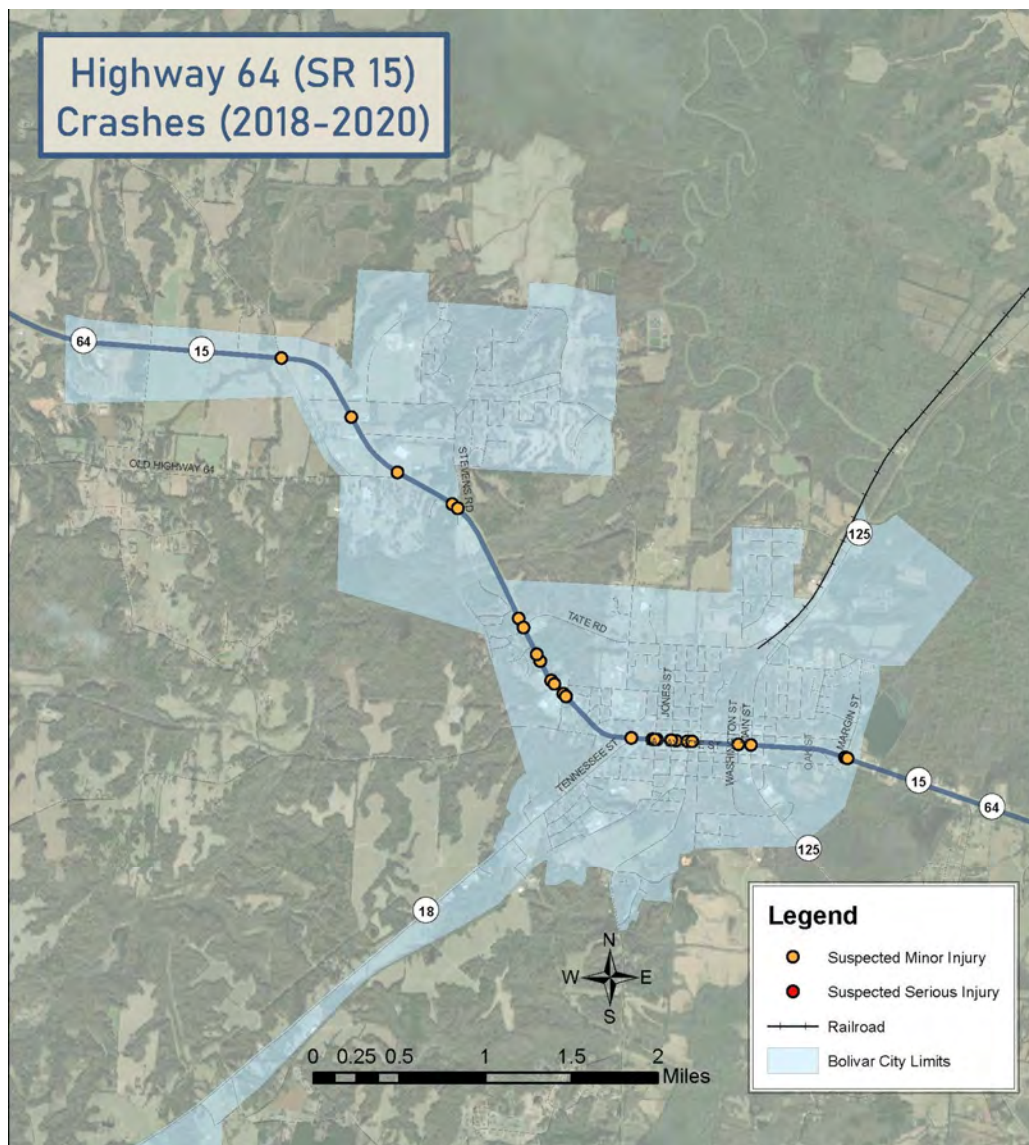 Highway 64 (SR 15)
Crashes (2018-2020)
64
15
OLD HIGHWAY 64
STEVENS RD
125
TATE RD
JONES ST
WASHINGTON ST
MAIN ST
OAK ST
MARGIN ST
TENNESSEE ST
15
64
125
18
N
W E
S
0 0.25 0.5 1 1.5 2
Miles
Legend
Suspected Minor Injury
Suspected Serious Injury
Railroad
Bolivar City Limits